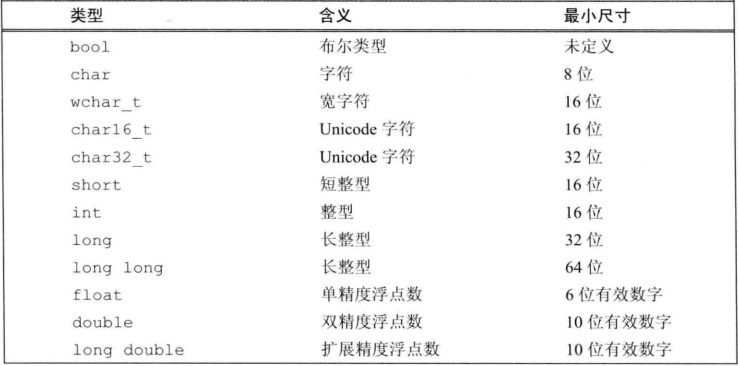 类型 含义 最小尺寸
bool 布尔类型 未定义
char 字符 8 位
wchar_t 宽字符 16 位
char16_t Unicode 字符 16 位
char32_t Unicode 字符 32 位
short 短整型 16 位
int 整型 16 位
long 长整型 32 位
long long 长整型 64 位
float 单精度浮点数 6 位有效数字
double 双精度浮点数 10 位有效数字
long double 扩展精度浮点数 10 位有效数字